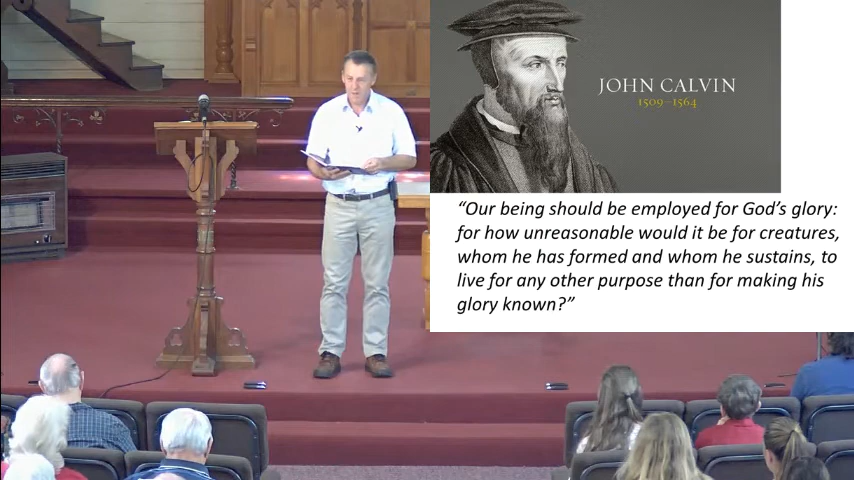 JOHN CALVIN
1509–1564
“Our being should be employed for God’s glory:
for how unreasonable would it be for creatures,
whom he has formed and whom he sustains, to
live for any other purpose than for making his
glory known?”